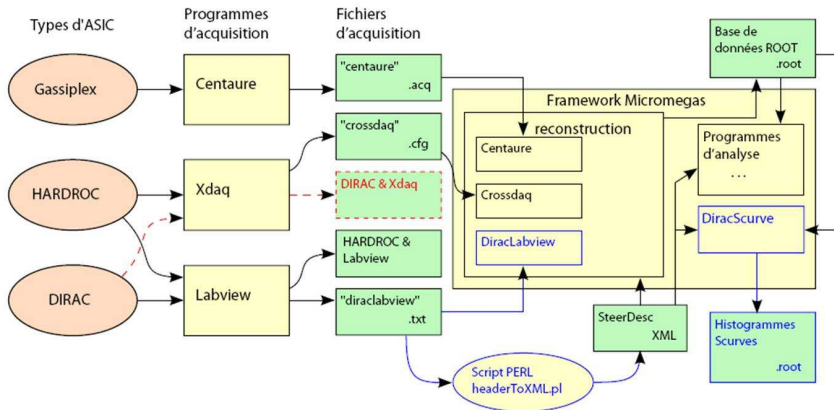 Types d'ASIC
Programmes
d'acquisition
Fichiers
d'acquisition
Gassiplex
HARDROC
DIRAC
Centaure
Xdaq
Labview
"centaure"
.acq
"crossdaq"
.cfg
DIRAC & Xdaq
HARDROC &
Labview
"diraclabview"
.txt
Script PERL
headerToXML.pl
Framework Micromegas
reconstruction
Centaure
Crossdaq
DiracLabview
SteerDesc
XML
Base de
données ROOT
.root
Programmes
d'analyse
...
DiracScurve
Histogrammes
Scurves
.root